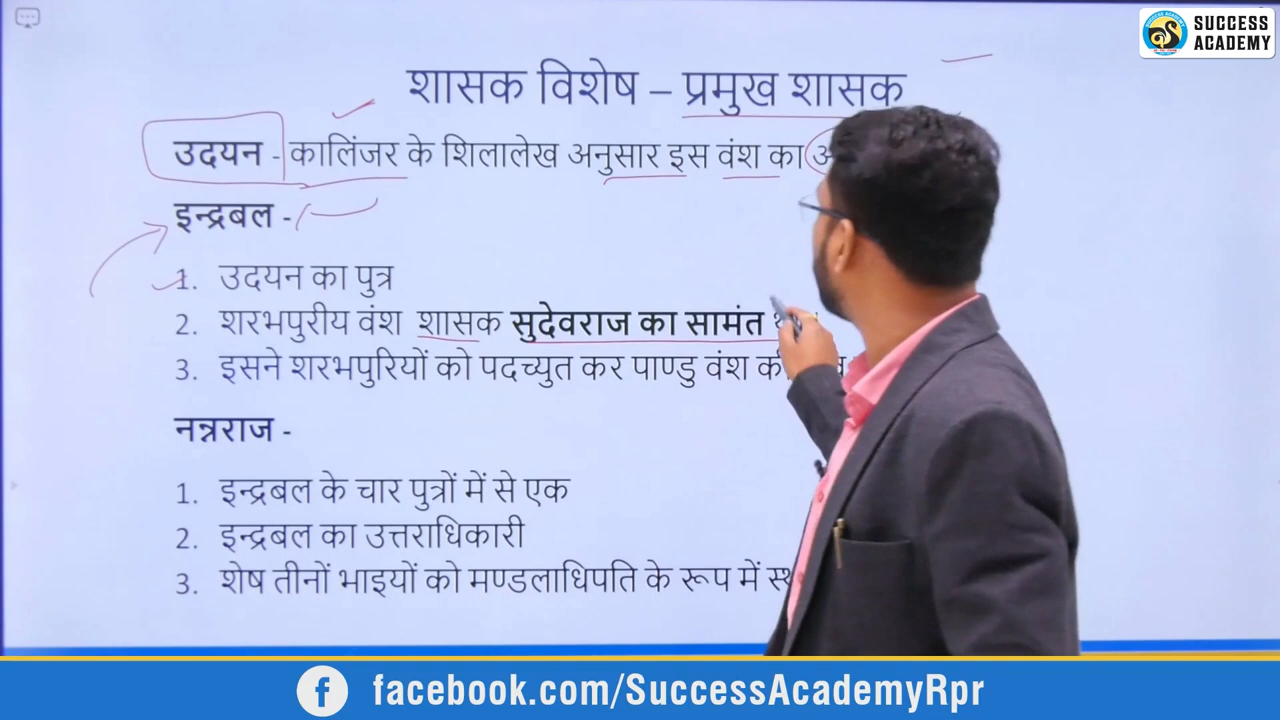 SUCCESS
ACADEMY
शासक विशेष – प्रमुख शासक
उदयन - कालिंजर के शिलालेख अनुसार इस वंश का
इन्द्रबल -
1. उदयन का पुत्र
2. शरभपुरीय वंश शासक सुदेवराज का सामंत
3. इसने शरभपुरियों को पदच्युत कर पाण्डु वंश
नन्नराज -
1. इन्द्रबल के चार पुत्रों में से एक
2. इन्द्रबल का उत्तराधिकारी
3. शेष तीनों भाइयों को मण्डलाधिपति के रूप में
facebook.com/SuccessAcademyRpr